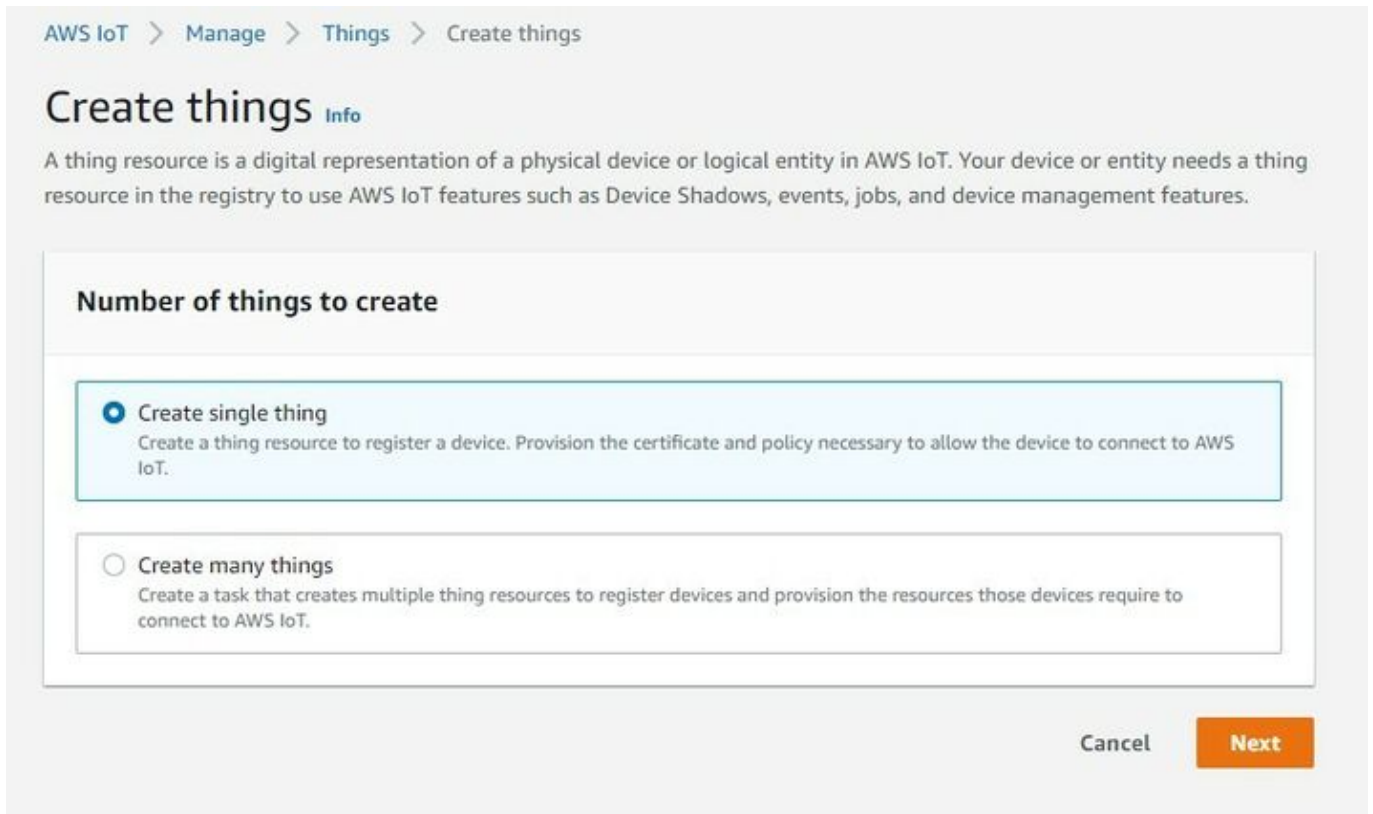 AWS IoT > Manage > Things > Create things
Create things Info
A thing resource is a digital representation of a physical device or logical entity in AWS IoT. Your device or entity needs a thing
resource in the registry to use AWS IoT features such as Device Shadows, events, jobs, and device management features.
Number of things to create
Create single thing
Create a thing resource to register a device. Provision the certificate and policy necessary to allow the device to connect to AWS
IoT.
Create many things
Create a task that creates multiple thing resources to register devices and provision the resources those devices require to
connect to AWS IoT.
Cancel Next